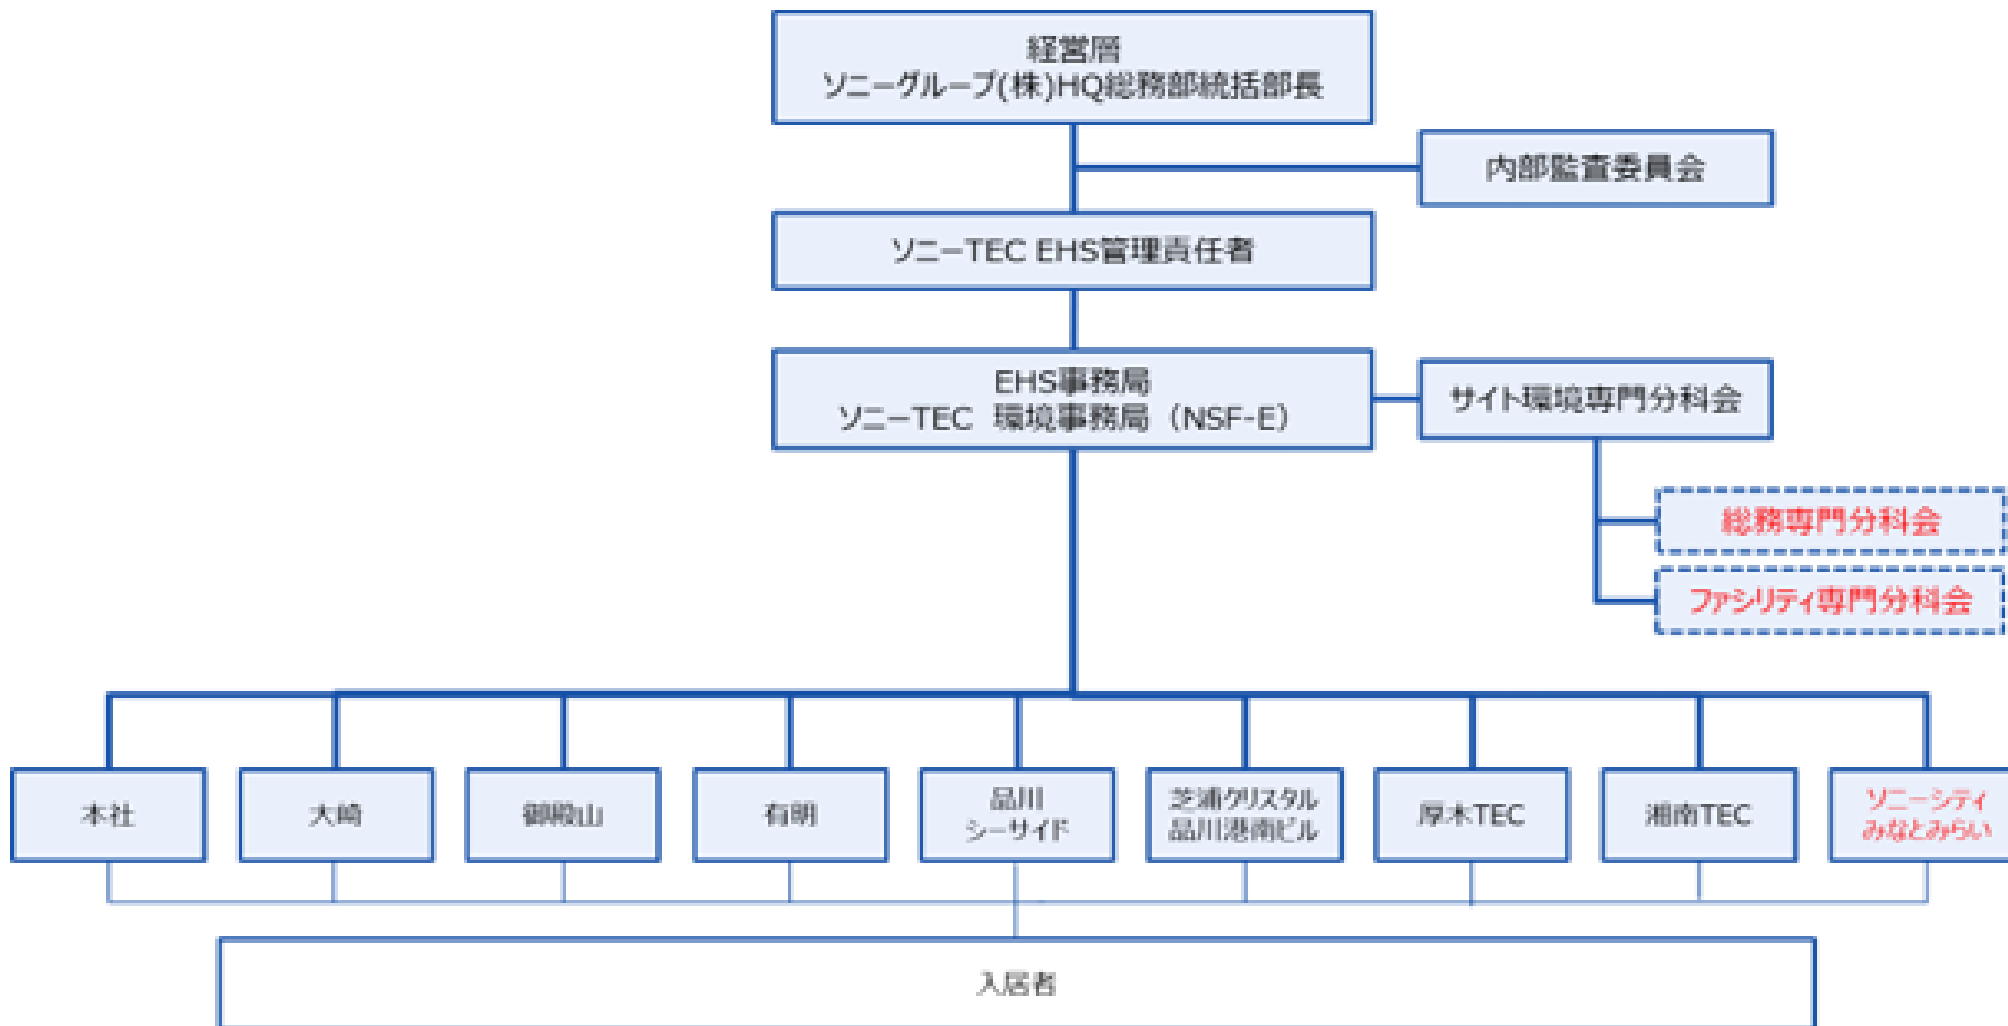 経営層
ソニーグループ(株)HQ総務部統括部長
内部監査委員会
ソニーTEC EHS管理責任者
EHS事務局
ソニーTEC 環境事務局（NSF-E）
サイト環境専門分科会
総務専門分科会
ファシリティ専門分科会
本社
大崎
御殿山
有明
品川
シーサイド
芝浦クリスタル
品川港南ビル
厚木TEC
湘南TEC
ソニーシティ
みなとみらい
入居者